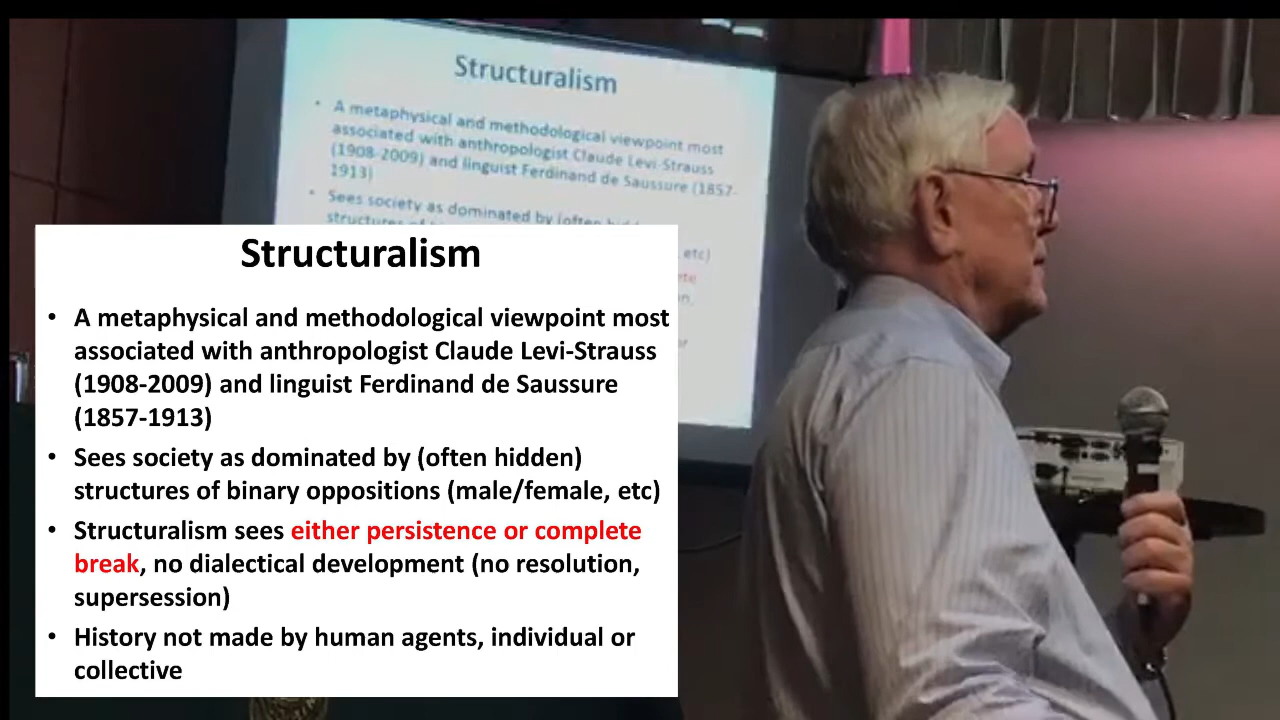 Structuralism
• A metaphysical and methodological viewpoint most
associated with anthropologist Claude Levi-Strauss
(1908-2009) and linguist Ferdinand de Saussure (1857-
1913)
• Sees society as dominated by (often
structures of
etc)
Structuralism
• A metaphysical and methodological viewpoint most
associated with anthropologist Claude Levi-Strauss
(1908-2009) and linguist Ferdinand de Saussure
(1857-1913)
• Sees society as dominated by (often hidden)
structures of binary oppositions (male/female, etc)
• Structuralism sees either persistence or complete
break, no dialectical development (no resolution,
supersession)
• History not made by human agents, individual or
collective